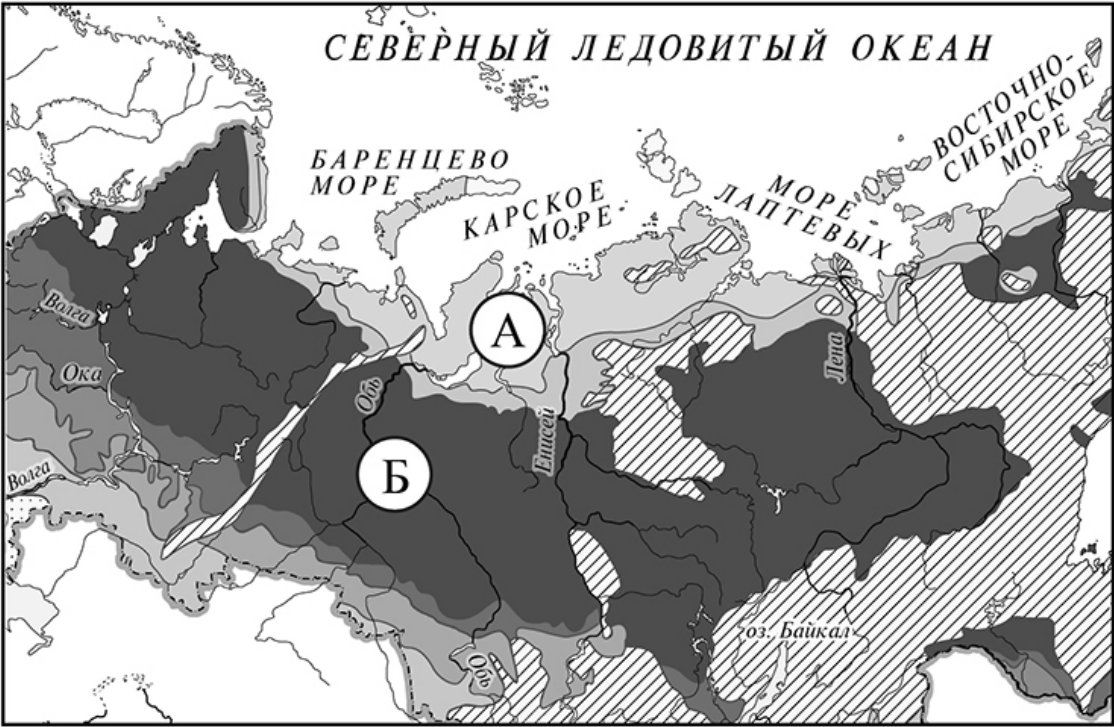 СЕВЕРНЫЙ ЛЕДОВИТЫЙ ОКЕАН
БАРЕНЦЕВО
МОРЕ
КАРСКОЕ
МОРЕ
МОРЕ
ЛАПТЕВЫХ
ВОСТОЧНО-
СИБИРСКОЕ
МОРЕ
А
Волга
Ока
Обь
Енисей
Лена
Волга
Б
оз. Байкал
Обь